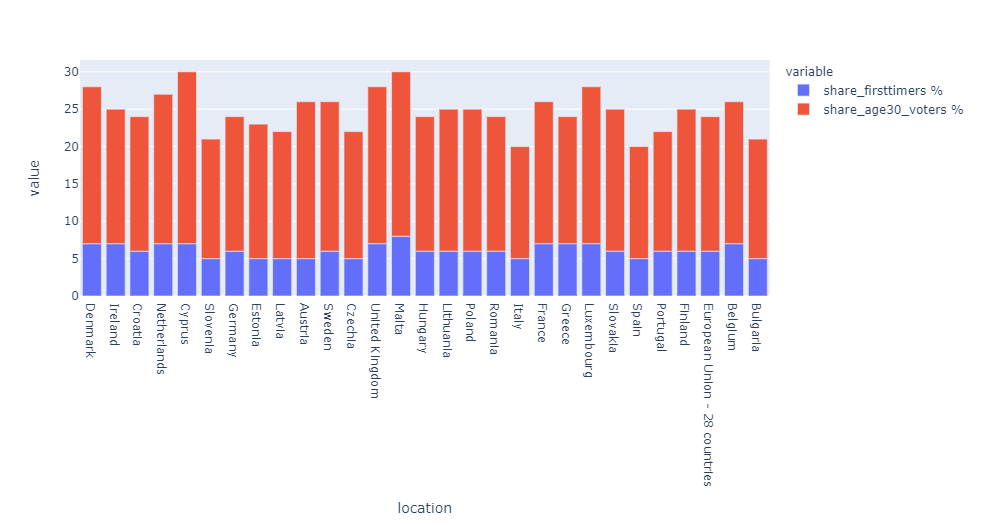 variable
share_firsttimers %
share_age30_voters %
value
30
25
20
15
10
5
0
Denmark
Ireland
Croatia
Netherlands
Cyprus
Slovenia
Germany
Estonia
Latvia
Austria
Sweden
Czechia
United Kingdom
Malta
Hungary
Lithuania
Poland
Romania
Italy
France
Greece
Luxembourg
Slovakia
Spain
Portugal
Finland
European Union - 28 countries
Belgium
Bulgaria
location